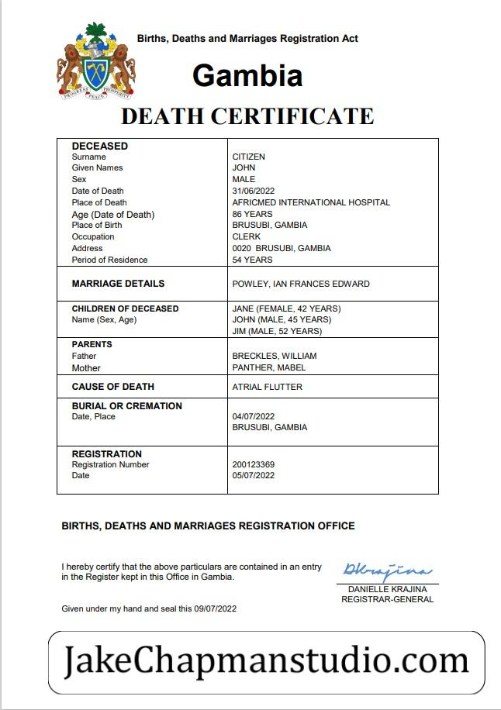 Births, Deaths and Marriages Registration Act
Gambia
DEATH CERTIFICATE
DECEASED
Surname CITIZEN
Given Names JOHN
Sex MALE
Date of Death 31/06/2022
Place of Death AFRICMED INTERNATIONAL HOSPITAL
Age (Date of Death) 86 YEARS
Place of Birth BRUSUBI, GAMBIA
Occupation CLERK
Address 0020 BRUSUBI, GAMBIA
Period of Residence 54 YEARS
MARRIAGE DETAILS POWLEY, IAN FRANCES EDWARD
CHILDREN OF DECEASED JANE (FEMALE, 42 YEARS)
Name (Sex, Age) JOHN (MALE, 45 YEARS)
JIM (MALE, 52 YEARS)
PARENTS
Father BRECKLES, WILLIAM
Mother PANTHER, MABEL
CAUSE OF DEATH ATRIAL FLUTTER
BURIAL OR CREMATION
Date, Place 04/07/2022
BRUSUBI, GAMBIA
REGISTRATION
Registration Number 200123369
Date 05/07/2022
BIRTHS, DEATHS AND MARRIAGES REGISTRATION OFFICE
I hereby certify that the above particulars are contained in an entry
in the Register kept in this Office in Gambia.
DKrajina
DANIELLE KRAJINA
REGISTRAR-GENERAL
Given under my hand and seal this 09/07/2022
JakeChapmanstudio.com